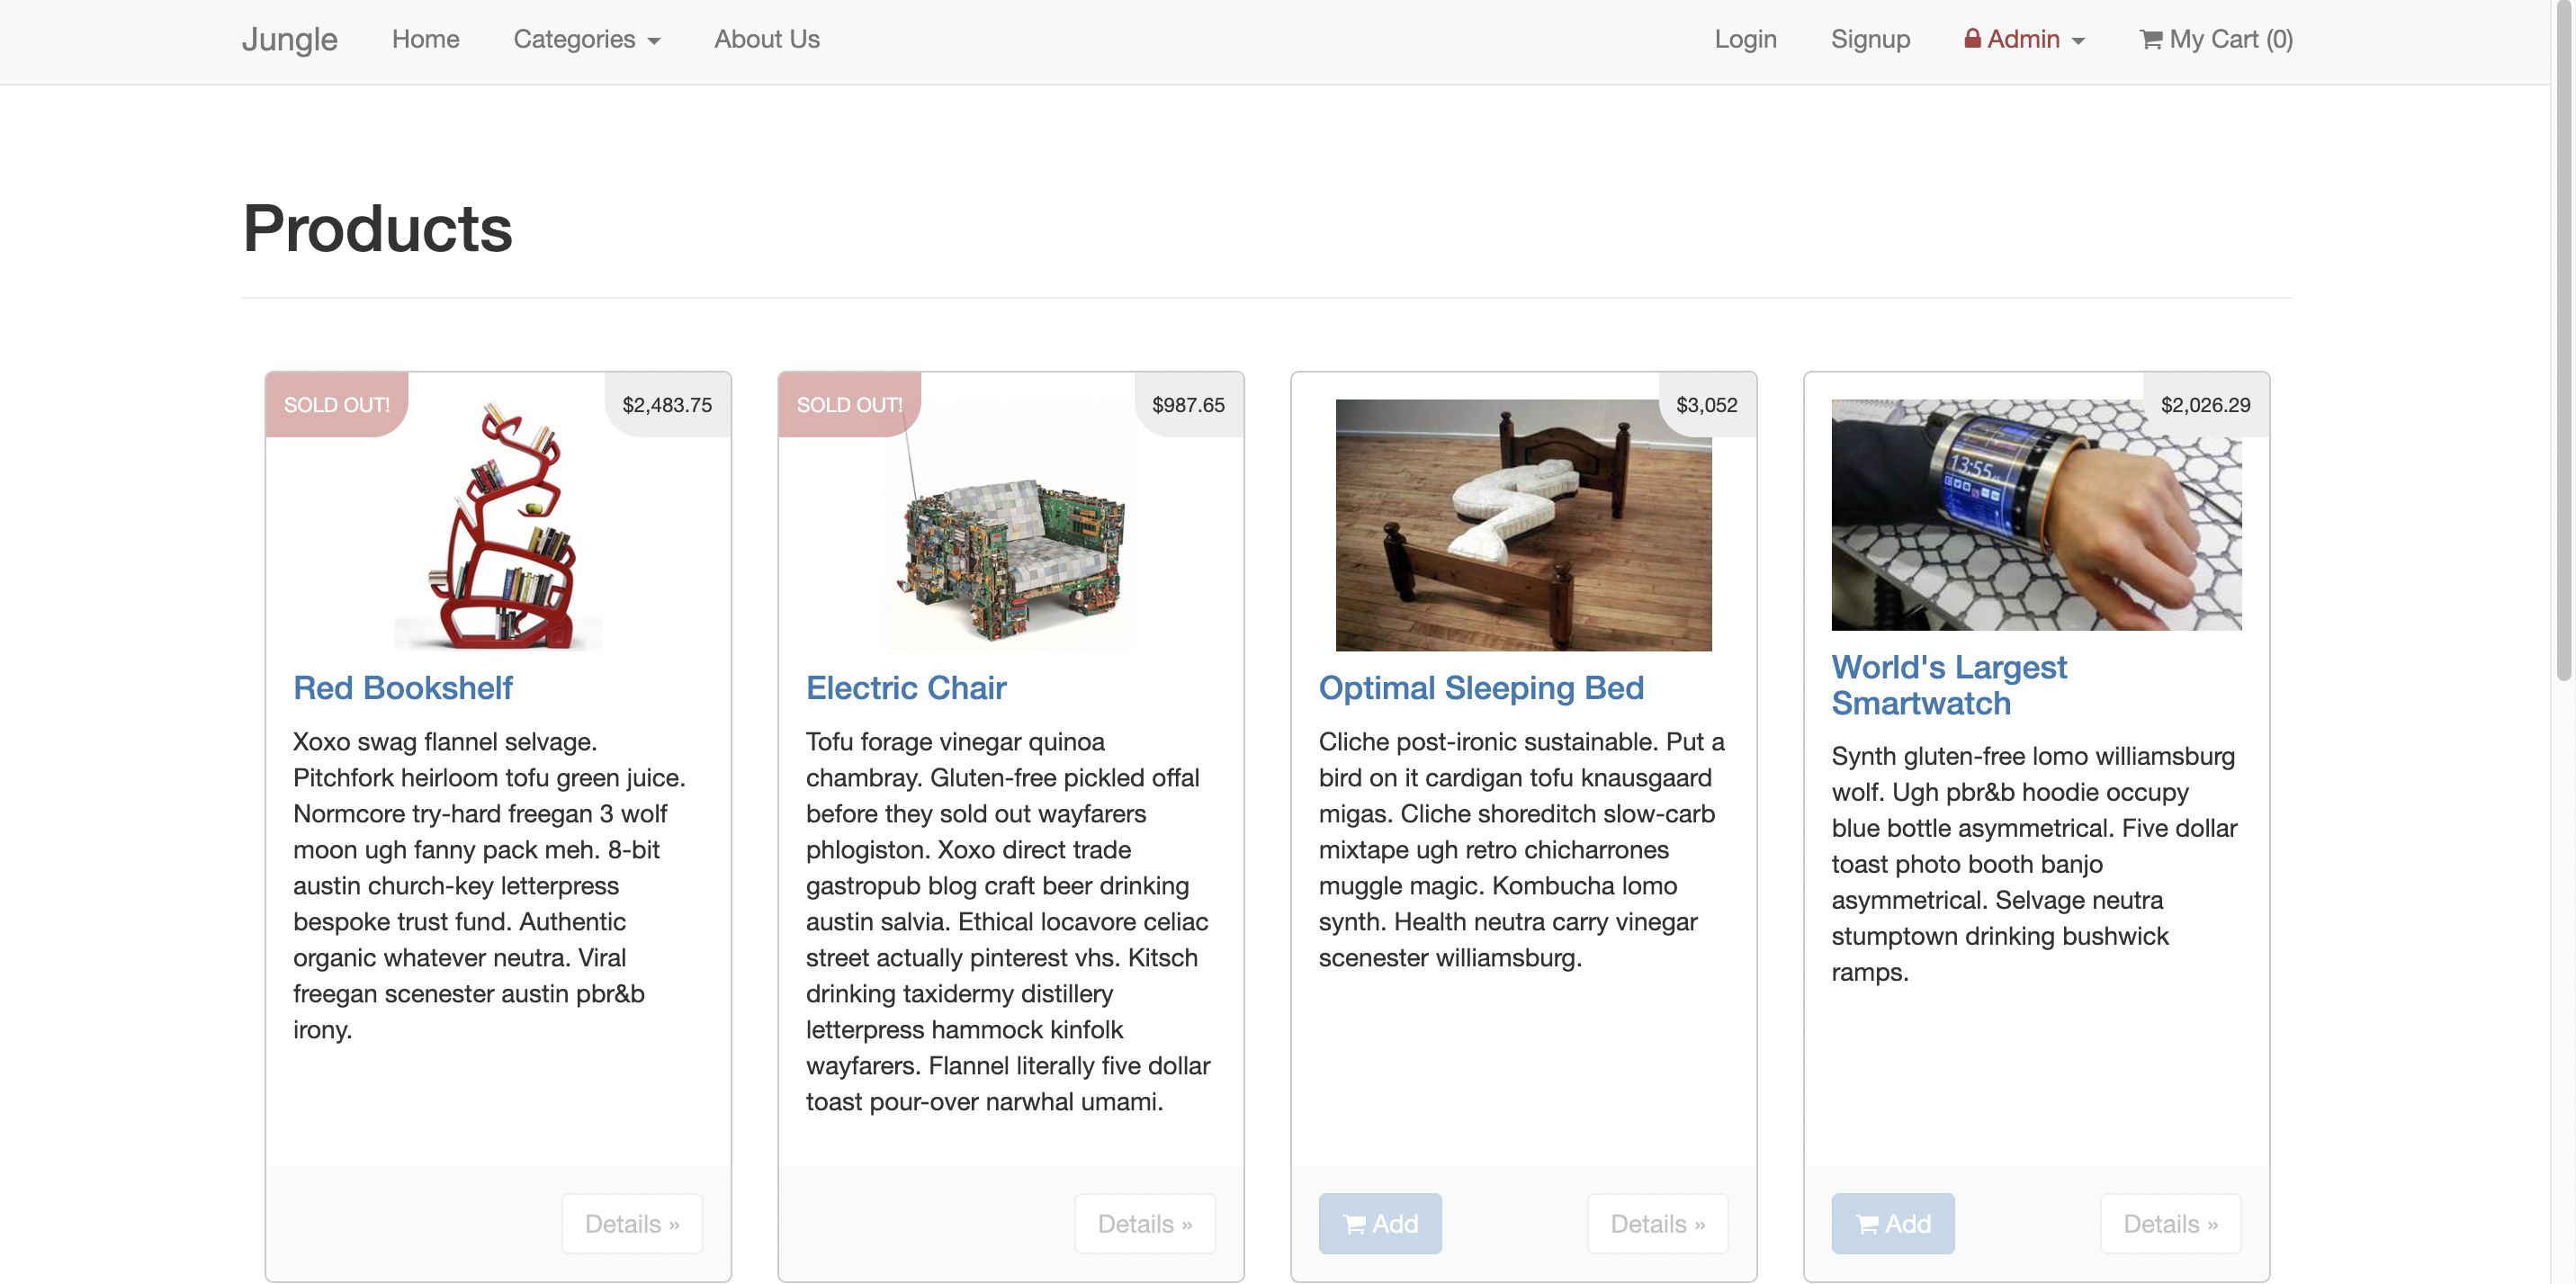 Jungle Home Categories About Us Login Signup Admin My Cart (0)
Products
SOLD OUT! $2,483.75
Red Bookshelf
Xoxo swag flannel selvage.
Pitchfork heirloom tofu green juice.
Normcore try-hard freegan 3 wolf
moon ugh fanny pack meh. 8-bit
austin church-key letterpress
bespoke trust fund. Authentic
organic whatever neutra. Viral
freegan scenester austin pbr&b
irony.
Details »
SOLD OUT! $987.65
Electric Chair
Tofu forage vinegar quinoa
chambray. Gluten-free pickled offal
before they sold out wayfarers
phlogiston. Xoxo direct trade
gastropub blog craft beer drinking
austin salvia. Ethical locavore celiac
street actually pinterest vhs. Kitsch
drinking taxidermy distillery
letterpress hammock kinfolk
wayfarers. Flannel literally five dollar
toast pour-over narwhal umami.
Details »
$3,052
Optimal Sleeping Bed
Cliche post-ironic sustainable. Put a
bird on it cardigan tofu knausgaard
migas. Cliche shoreditch slow-carb
mixtape ugh retro chicharrones
muggle magic. Kombucha lomo
synth. Health neutra carry vinegar
scenester williamsburg.
Add Details »
$2,026.29
13:55
World's Largest
Smartwatch
Synth gluten-free lomo williamsburg
wolf. Ugh pbr&b hoodie occupy
blue bottle asymmetrical. Five dollar
toast photo booth banjo
asymmetrical. Selvage neutra
stumptown drinking bushwick
ramps.
Add Details »